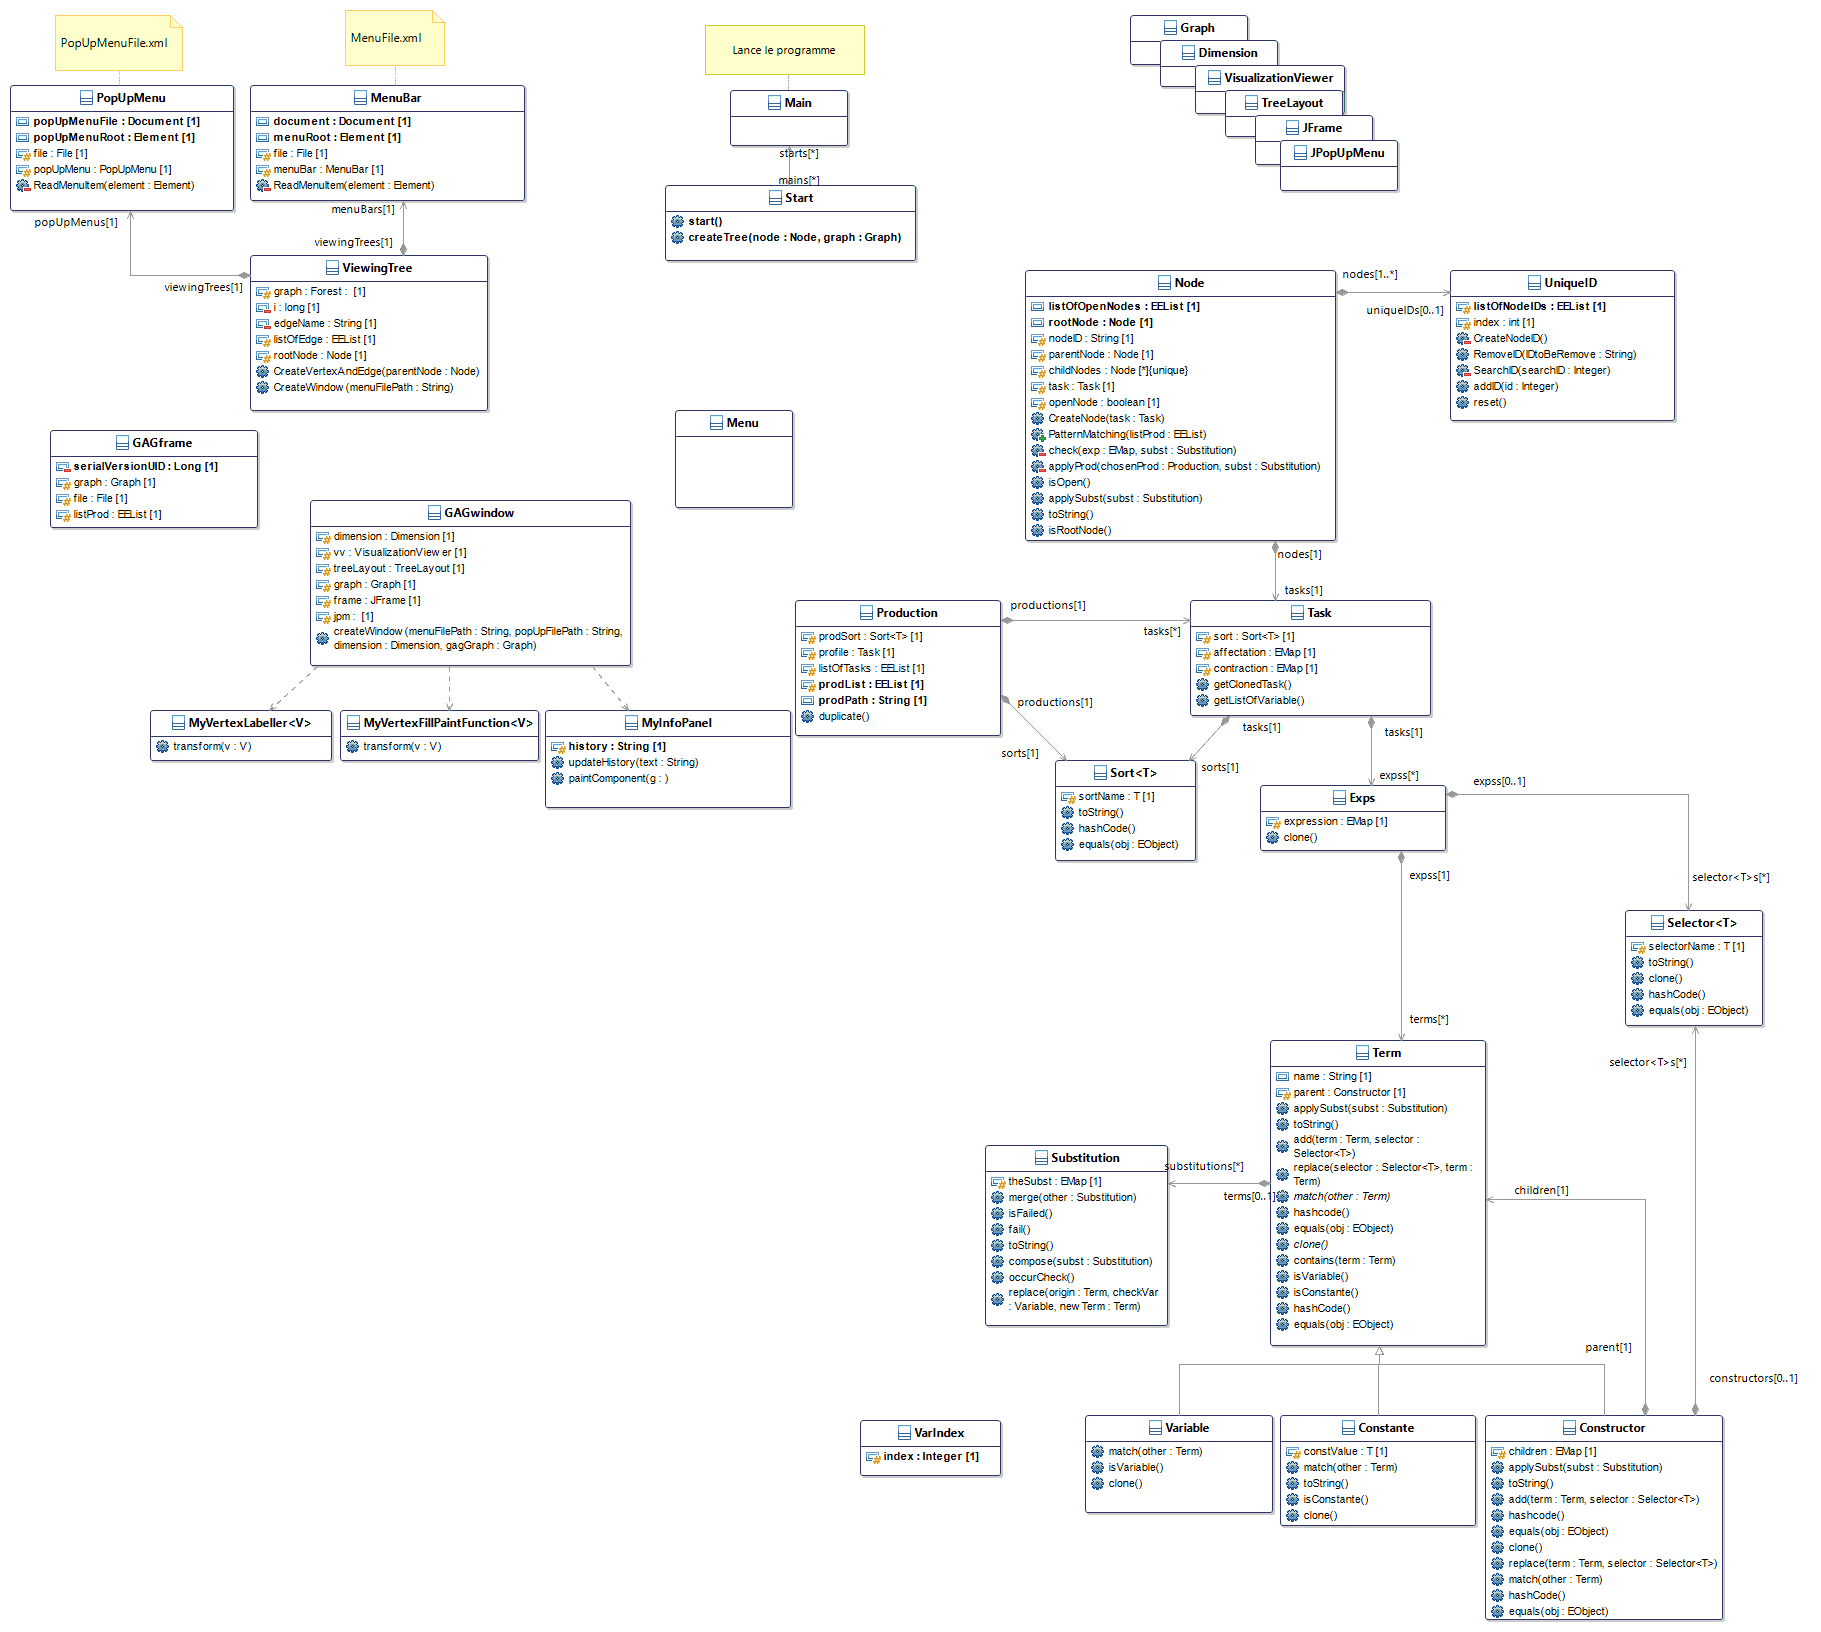 PopUpMenuFile.xml
MenuFile.xml
Lance le programme
PopUpMenu
popUpMenuFile : Document [1]
popUpMenuRoot : Element [1]
file : File [1]
popUpMenu : PopUpMenu [1]
ReadMenuItem(element : Element)
MenuBar
document : Document [1]
menuRoot : Element [1]
file : File [1]
menuBar : MenuBar [1]
ReadMenuItem(element : Element)
Main
starts[*]
mains[*]
Start
start()
createTree(node : Node, graph : Graph)
Graph
Dimension
VisualizationViewer
TreeLayout
JFrame
JPopUpMenu
popUpMenus[1]
menuBars[1]
viewingTrees[1]
viewingTrees[1]
ViewingTree
graph : Forest : [1]
i : long [1]
edgeName : String [1]
listOfEdge : EEList [1]
rootNode : Node [1]
CreateVertexAndEdge(parentNode : Node)
CreateWindow(menuFilePath : String)
Node
listOfOpenNodes : EEList [1]
rootNode : Node [1]
nodeID : String [1]
parentNode : Node [1]
childNodes : Node [*]{unique}
task : Task [1]
openNode : boolean [1]
CreateNode(task : Task)
PatternMatching(listProd : EEList)
check(exp : EMap, subst : Substitution)
applyProd(chosenProd : Production, subst : Substitution)
isOpen()
applySubst(subst : Substitution)
toString()
isRootNode()
nodes[1..*]
uniqueIDs[0..1]
UniqueID
listOfNodeIDs : EEList [1]
index : int [1]
CreateNodeID()
RemoveID(IDtoBeRemove : String)
SearchID(searchID : Integer)
addID(id : Integer)
reset()
GAGframe
serialVersionUID : Long [1]
graph : Graph [1]
file : File [1]
listProd : EEList [1]
Menu
GAGwindow
dimension : Dimension [1]
vv : VisualizationViewer [1]
treeLayout : TreeLayout [1]
graph : Graph [1]
frame : JFrame [1]
jpm : [1]
createWindow(menuFilePath : String, popUpFilePath : String,
dimension : Dimension, gagGraph : Graph)
MyVertexLabeller<V>
transform(v : V)
MyVertexFillPaintFunction<V>
transform(v : V)
MyInfoPanel
history : String [1]
updateHistory(text : String)
paintComponent(g : )
nodes[1]
tasks[1]
Production
prodSort : Sort<T> [1]
profile : Task [1]
listOfTasks : EEList [1]
prodList : EEList [1]
prodPath : String [1]
duplicate()
productions[1]
tasks[*]
Task
sort : Sort<T> [1]
affectation : EMap [1]
contraction : EMap [1]
getClonedTask()
getListOfVariable()
productions[1]
sorts[1]
tasks[1]
sorts[1]
tasks[1]
expss[*]
Sort<T>
sortName : T [1]
toString()
hashCode()
equals(obj : EObject)
Exps
expression : EMap [1]
clone()
expss[0..1]
selector<T>s[*]
expss[1]
terms[*]
Selector<T>
selectorName : T [1]
toString()
clone()
hashCode()
equals(obj : EObject)
selector<T>s[*]
Term
name : String [1]
parent : Constructor [1]
applySubst(subst : Substitution)
toString()
add(term : Term, selector :
Selector<T>)
replace(selector : Selector<T>, term :
Term)
match(other : Term)
hashcode()
equals(obj : EObject)
clone()
contains(term : Term)
isVariable()
isConstante()
hashCode()
equals(obj : EObject)
Substitution
theSubst : EMap [1]
merge(other : Substitution)
isFailed()
fail()
toString()
compose(subst : Substitution)
occurCheck()
replace(origin : Term, checkVar
: Variable, newTerm : Term)
substitutions[*]
terms[0..1]
children[1]
parent[1]
constructors[0..1]
VarIndex
index : Integer [1]
Variable
match(other : Term)
isVariable()
clone()
Constante
constValue : T [1]
match(other : Term)
toString()
isConstante()
clone()
Constructor
children : EMap [1]
applySubst(subst : Substitution)
toString()
add(term : Term, selector : Selector<T>)
hashcode()
equals(obj : EObject)
clone()
replace(term : Term, selector : Selector<T>)
match(other : Term)
hashCode()
equals(obj : EObject)